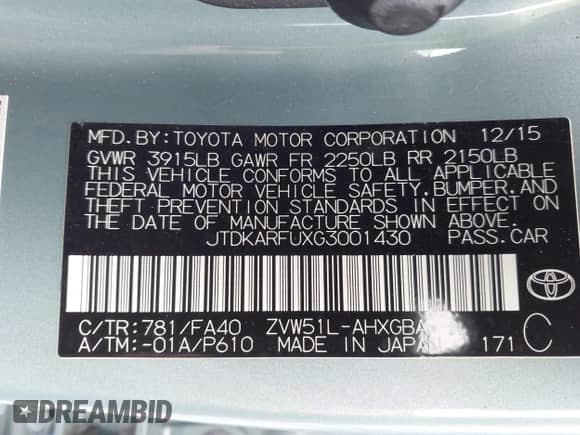 MFD. BY: TOYOTA MOTOR CORPORATION 12/15
GVWR 3915LB GAWR FR 2250LB RR 2150LB
THIS VEHICLE CONFORMS TO ALL APPLICABLE
FEDERAL MOTOR VEHICLE SAFETY, BUMPER, AND
THEFT PREVENTION STANDARDS IN EFFECT ON
THE DATE OF MANUFACTURE SHOWN ABOVE.
JTDKARFUXG3001430 PASS. CAR
C/TR: 781/FA40 ZVW51L-AHXGBA
A/TM: -01A/P610 MADE IN JAPAN 171 C
DREAMBID